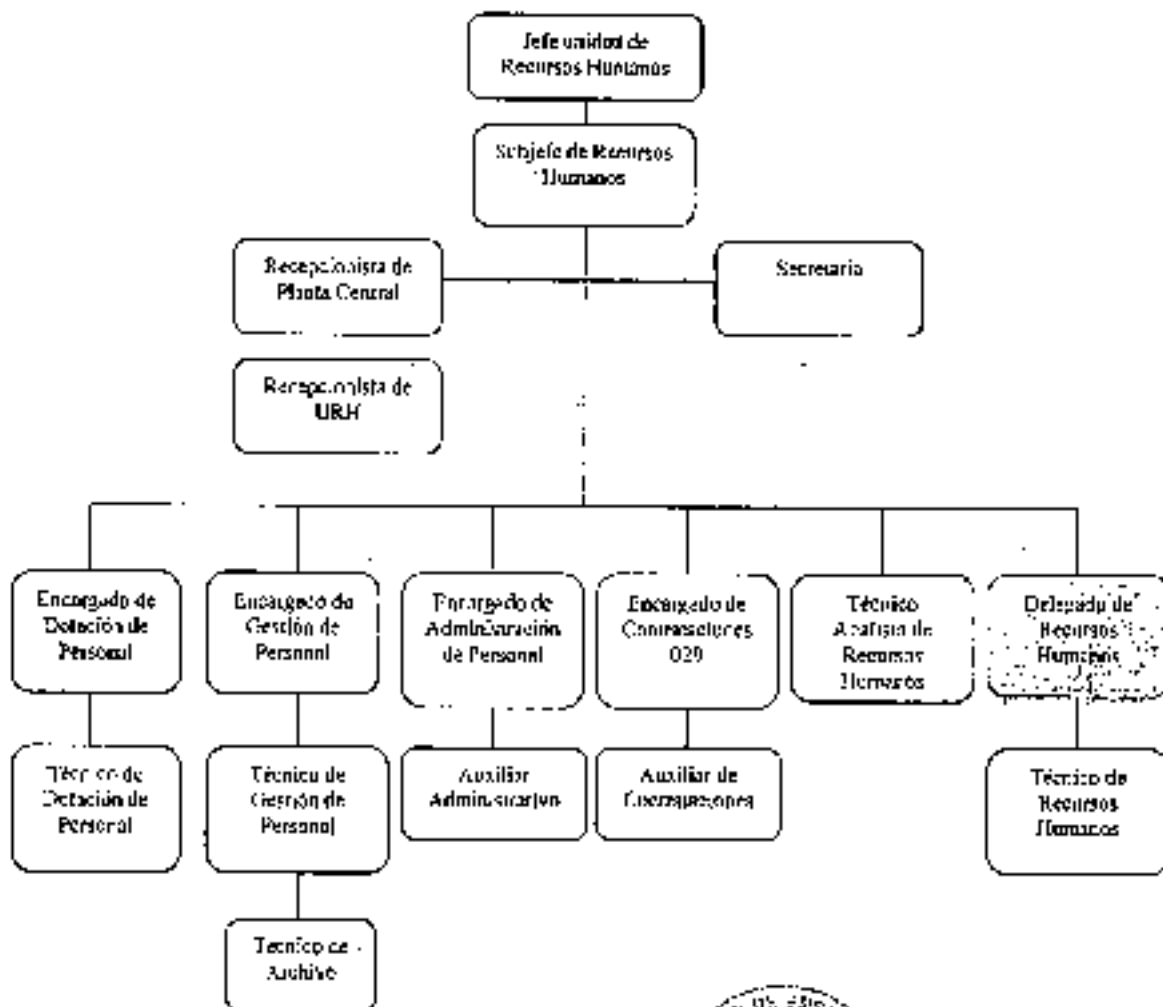 Jefe unidad de
Recursos Humanos
Subjefe de Recursos
Humanos
Recepcionista de
Planta Central
Secretaria
Recepcionista de
URH
Encargado de
Dotación de
Personal
Encargado de
Gestión de
Personal
Encargado de
Administración
de Personal
Encargado de
Contrataciones
029
Técnico
Analista de
Recursos
Humanos
Delegado de
Recursos
Humanos
Técnico de
Dotación de
Personal
Técnico de
Gestión de
Personal
Auxiliar
Administrativo
Auxiliar de
Contrataciones
Técnico de
Recursos
Humanos
Técnico de
Archivo